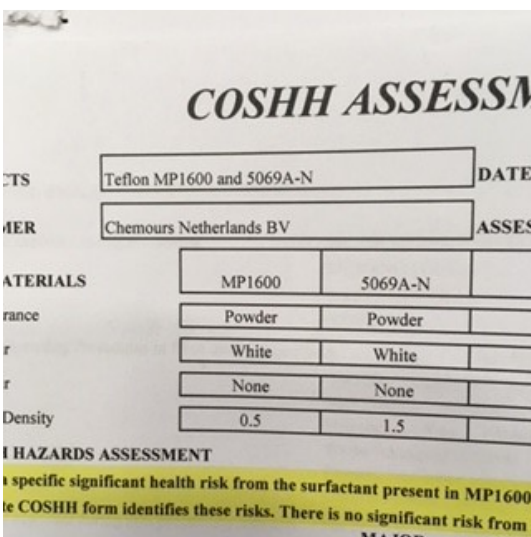 COSHH ASSESSM
CTS Teflon MP1600 and 5069A-N DATE
MER Chemours Netherlands BV ASSES
ATERIALS MP1600 5069A-N
rance Powder Powder
r White White
r None None
Density 0.5 1.5
H HAZARDS ASSESSMENT
a specific significant health risk from the surfactant present in MP1600
te COSHH form identifies these risks. There is no significant risk from